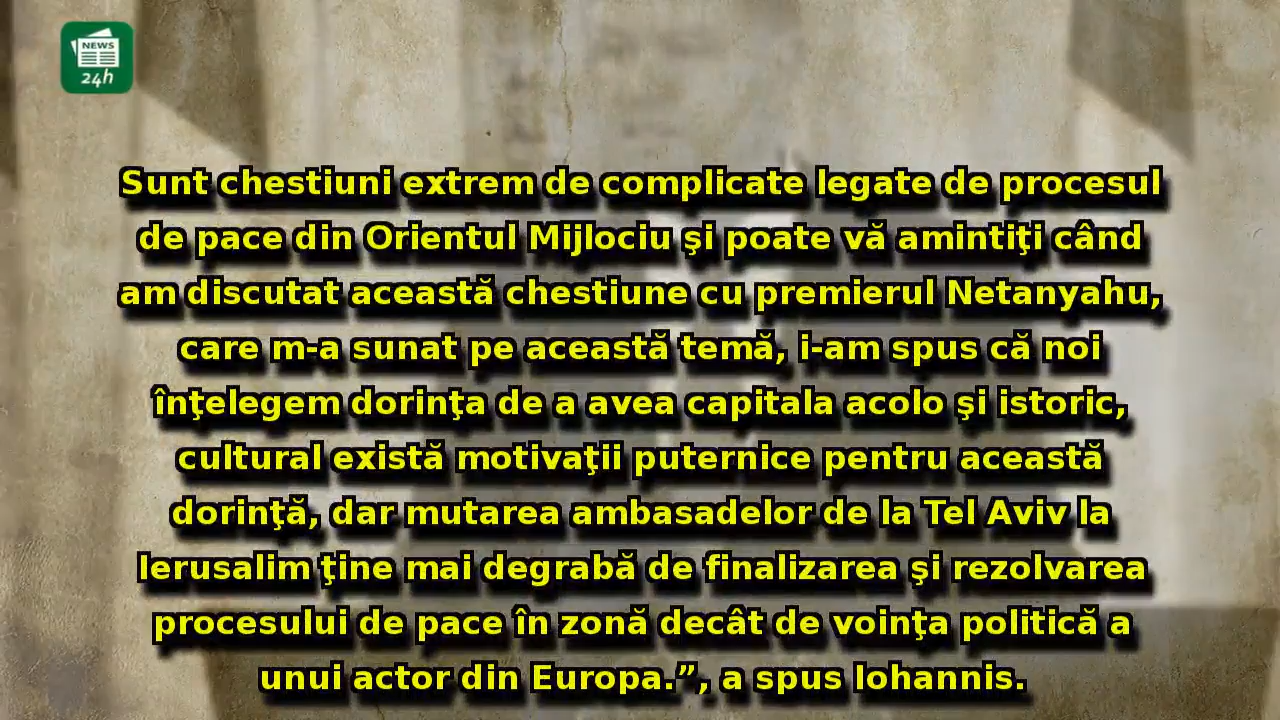 NEWS
24h
Sunt chestiuni extrem de complicate legate de procesul
de pace din Orientul Mijlociu şi poate vă amintiţi când
am discutat această chestiune cu premierul Netanyahu,
care m-a sunat pe această temă, i-am spus că noi
înţelegem dorinţa de a avea capitala acolo şi istoric,
cultural există motivaţii puternice pentru această
dorinţă, dar mutarea ambasadelor de la Tel Aviv la
Ierusalim ţine mai degrabă de finalizarea şi rezolvarea
procesului de pace în zonă decât de voinţa politică a
unui actor din Europa.”, a spus Iohannis.